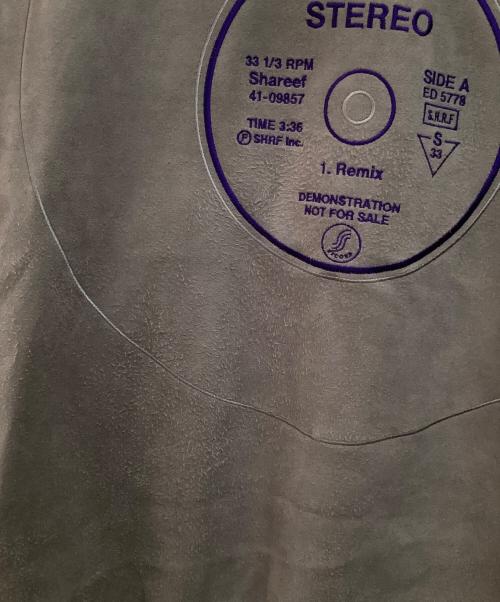 STEREO
33 1/3 RPM
Shareef
41-09857
TIME 3:36
Ⓟ SHRF Inc.
SIDE A
ED 5778
S.H.R.F
S
33
1. Remix
DEMONSTRATION
NOT FOR SALE